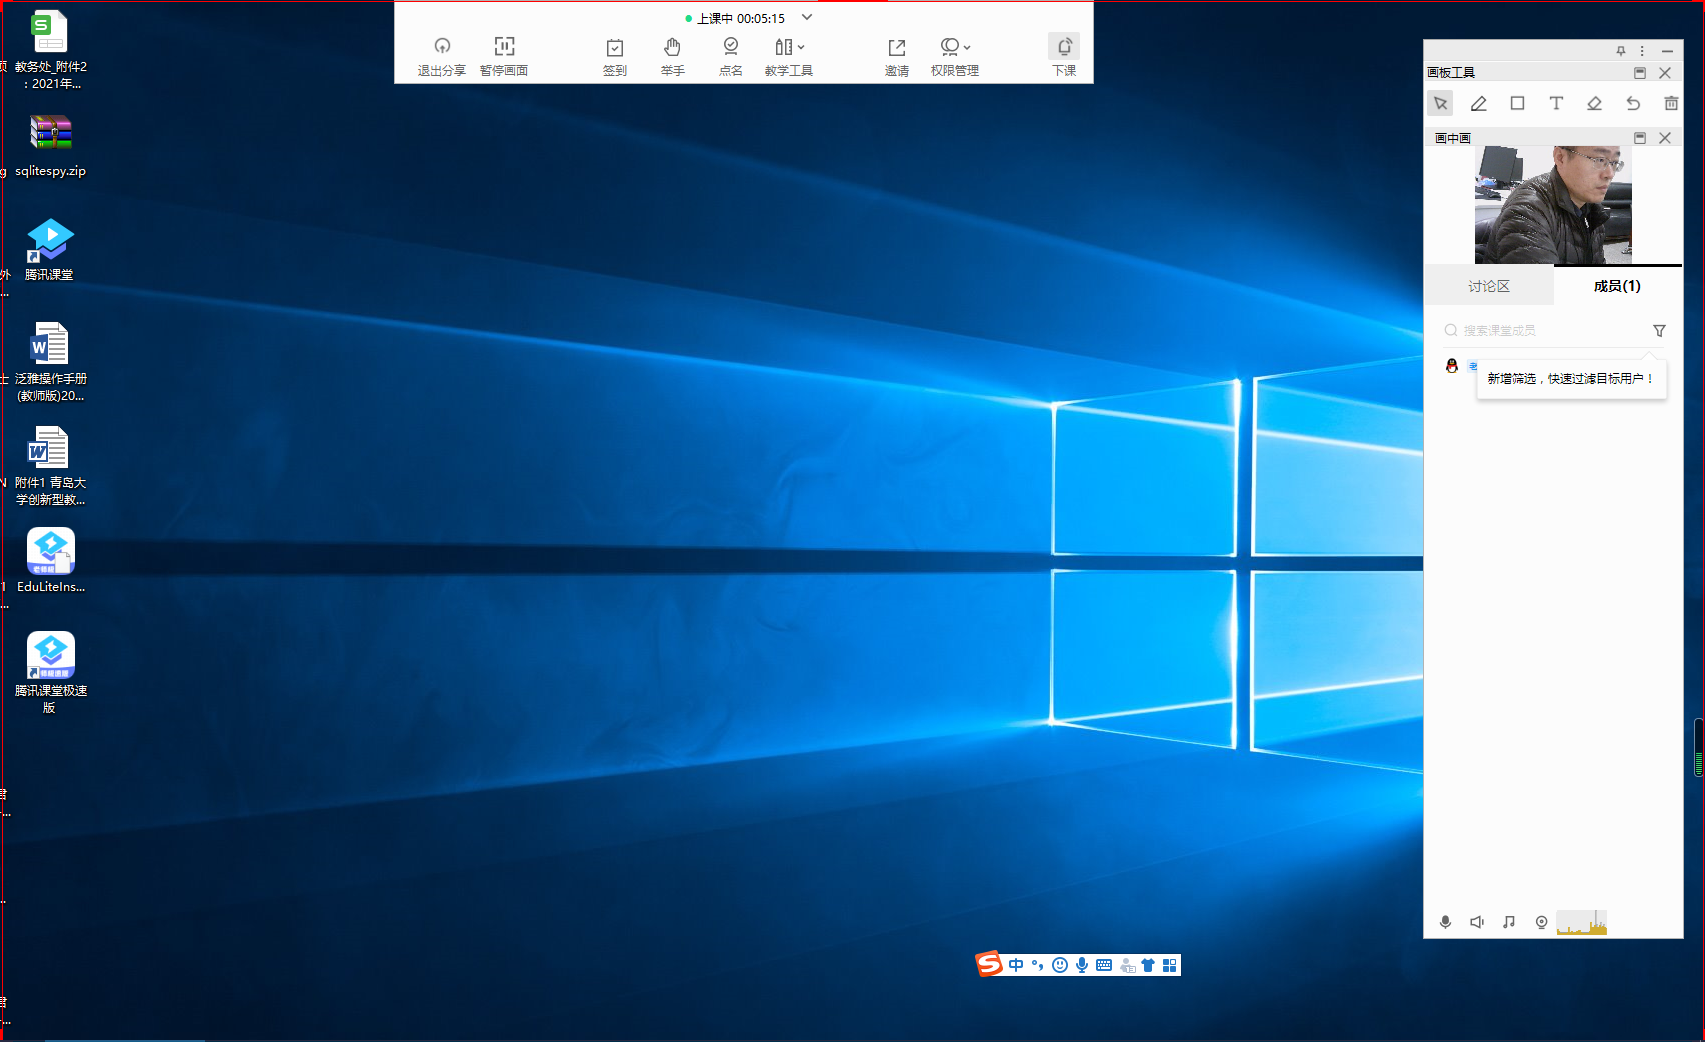 上课中 00:05:15
退出分享 暂停画面 签到 举手 点名 教学工具 邀请 权限管理 下课
教务处_附件2
：2021年...
sqlitespy.zip
腾讯课堂
泛雅操作手册
(教师版)20...
附件1 青岛大
学创新型教...
EduLiteIns...
腾讯课堂极速
版
画板工具
画中画
讨论区 成员(1)
搜索课堂成员
老
新增筛选，快速过滤目标用户！
中